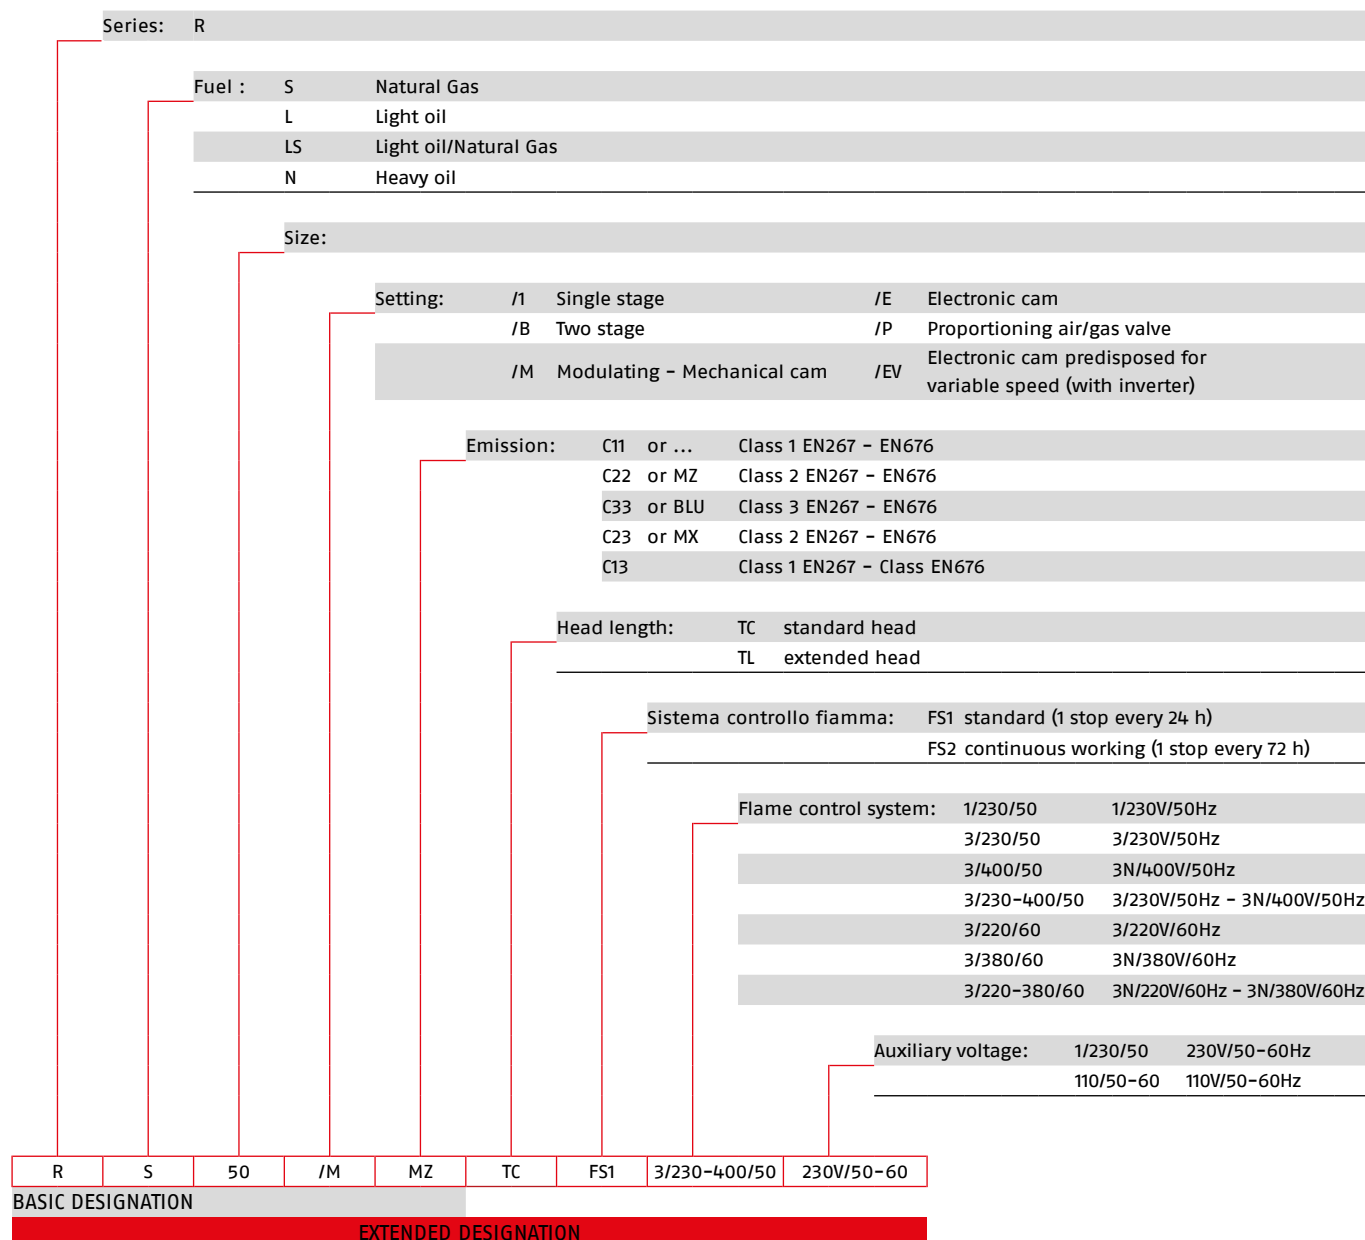 Series: R
Fuel : S Natural Gas
L Light oil
LS Light oil/Natural Gas
N Heavy oil
Size:
Setting: /1 Single stage /E Electronic cam
/B Two stage /P Proportioning air/gas valve
/M Modulating - Mechanical cam /EV Electronic cam predisposed for
variable speed (with inverter)
Emission: C11 or ... Class 1 EN267 - EN676
C22 or MZ Class 2 EN267 - EN676
C33 or BLU Class 3 EN267 - EN676
C23 or MX Class 2 EN267 - EN676
C13 Class 1 EN267 - Class EN676
Head length: TC standard head
TL extended head
Sistema controllo fiamma: FS1 standard (1 stop every 24 h)
FS2 continuous working (1 stop every 72 h)
Flame control system: 1/230/50 1/230V/50Hz
3/230/50 3/230V/50Hz
3/400/50 3N/400V/50Hz
3/230-400/50 3/230V/50Hz - 3N/400V/50Hz
3/220/60 3/220V/60Hz
3/380/60 3N/380V/60Hz
3/220-380/60 3N/220V/60Hz - 3N/380V/60Hz
Auxiliary voltage: 1/230/50 230V/50-60Hz
110/50-60 110V/50-60Hz
R S 50 /M MZ TC FS1 3/230-400/50 230V/50-60
BASIC DESIGNATION
EXTENDED DESIGNATION